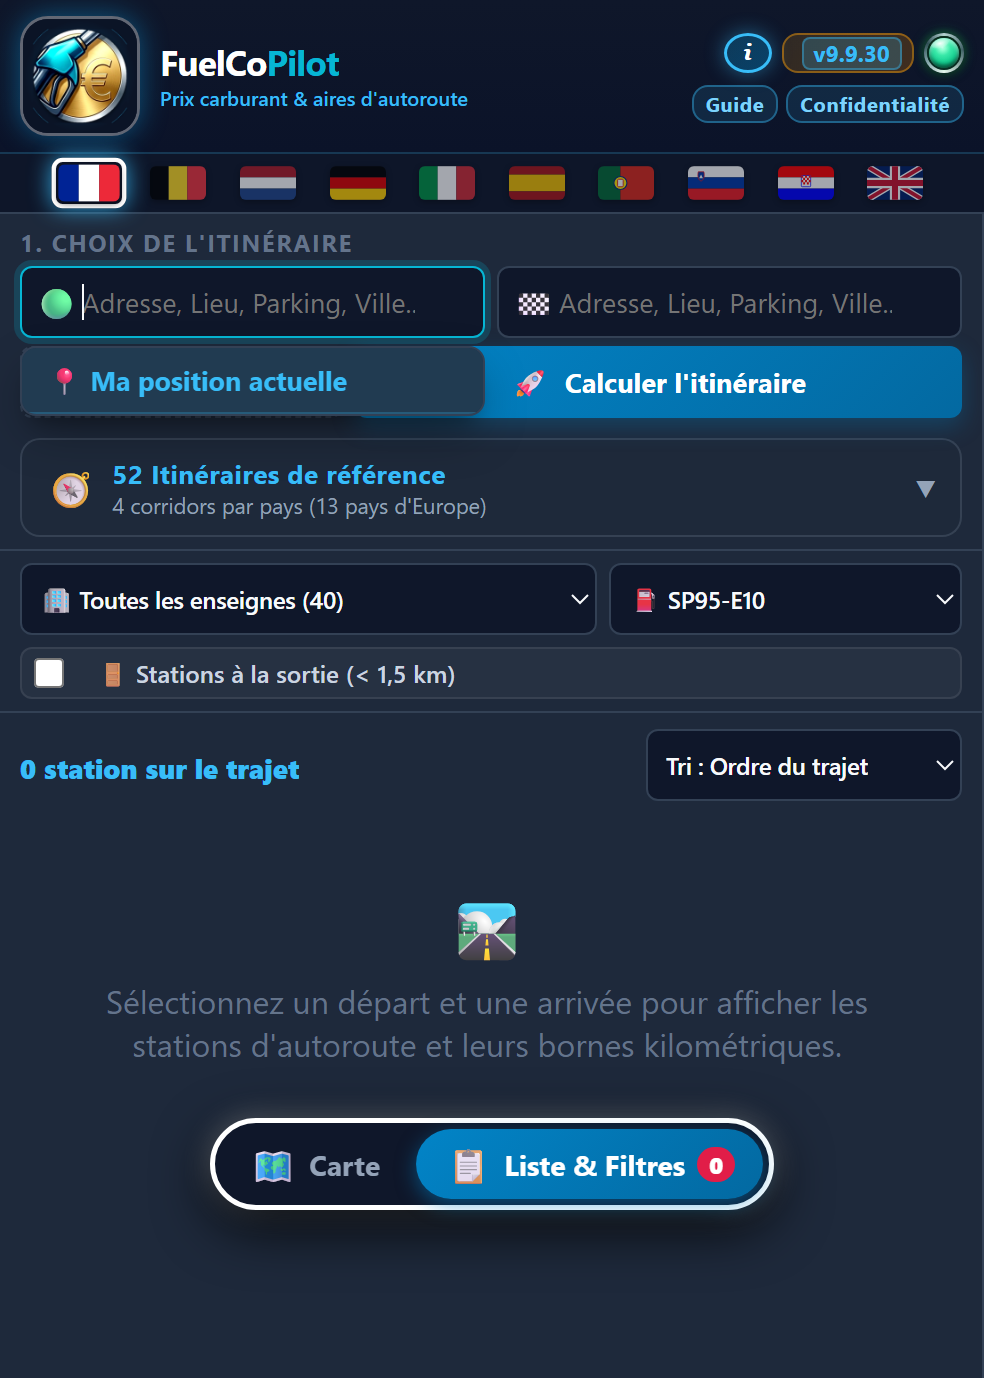 FuelCoPilot
Prix carburant & aires d'autoroute
i
v9.9.30
Guide
Confidentialité
1. CHOIX DE L'ITINÉRAIRE
Adresse, Lieu, Parking, Ville..
Adresse, Lieu, Parking, Ville..
Ma position actuelle
Calculer l'itinéraire
52 Itinéraires de référence
4 corridors par pays (13 pays d'Europe)
Toutes les enseignes (40)
SP95-E10
Stations à la sortie (< 1,5 km)
0 station sur le trajet
Tri : Ordre du trajet
Sélectionnez un départ et une arrivée pour afficher les
stations d'autoroute et leurs bornes kilométriques.
Carte
Liste & Filtres 0